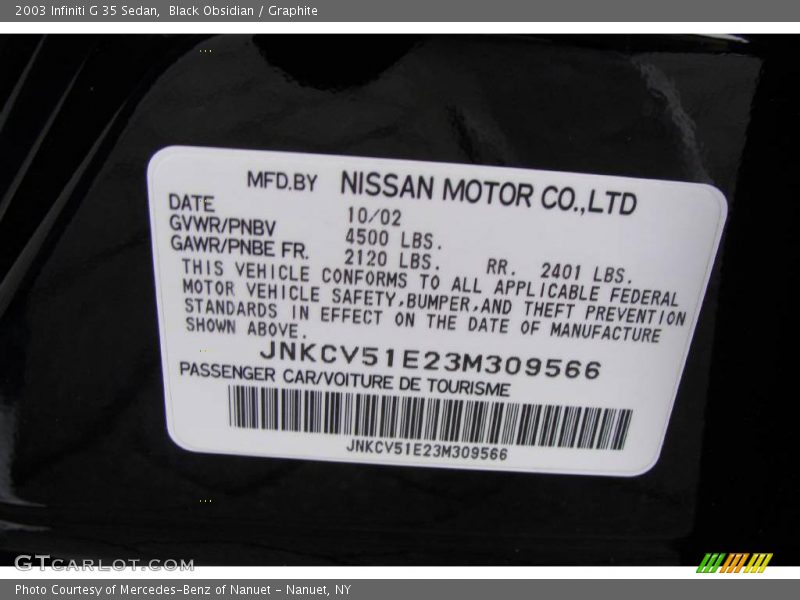 2003 Infiniti G 35 Sedan,  Black Obsidian / Graphite
MFD.BY NISSAN MOTOR CO.,LTD
DATE 10/02
GVWR/PNBV 4500 LBS.
GAWR/PNBE FR. 2120 LBS. RR. 2401 LBS.
THIS VEHICLE CONFORMS TO ALL APPLICABLE FEDERAL
MOTOR VEHICLE SAFETY,BUMPER,AND THEFT PREVENTION
STANDARDS IN EFFECT ON THE DATE OF MANUFACTURE
SHOWN ABOVE.
JNKCV51E23M309566
PASSENGER CAR/VOITURE DE TOURISME
JNKCV51E23M309566
GTCARLOT.COM
Photo Courtesy of Mercedes-Benz of Nanuet - Nanuet, NY